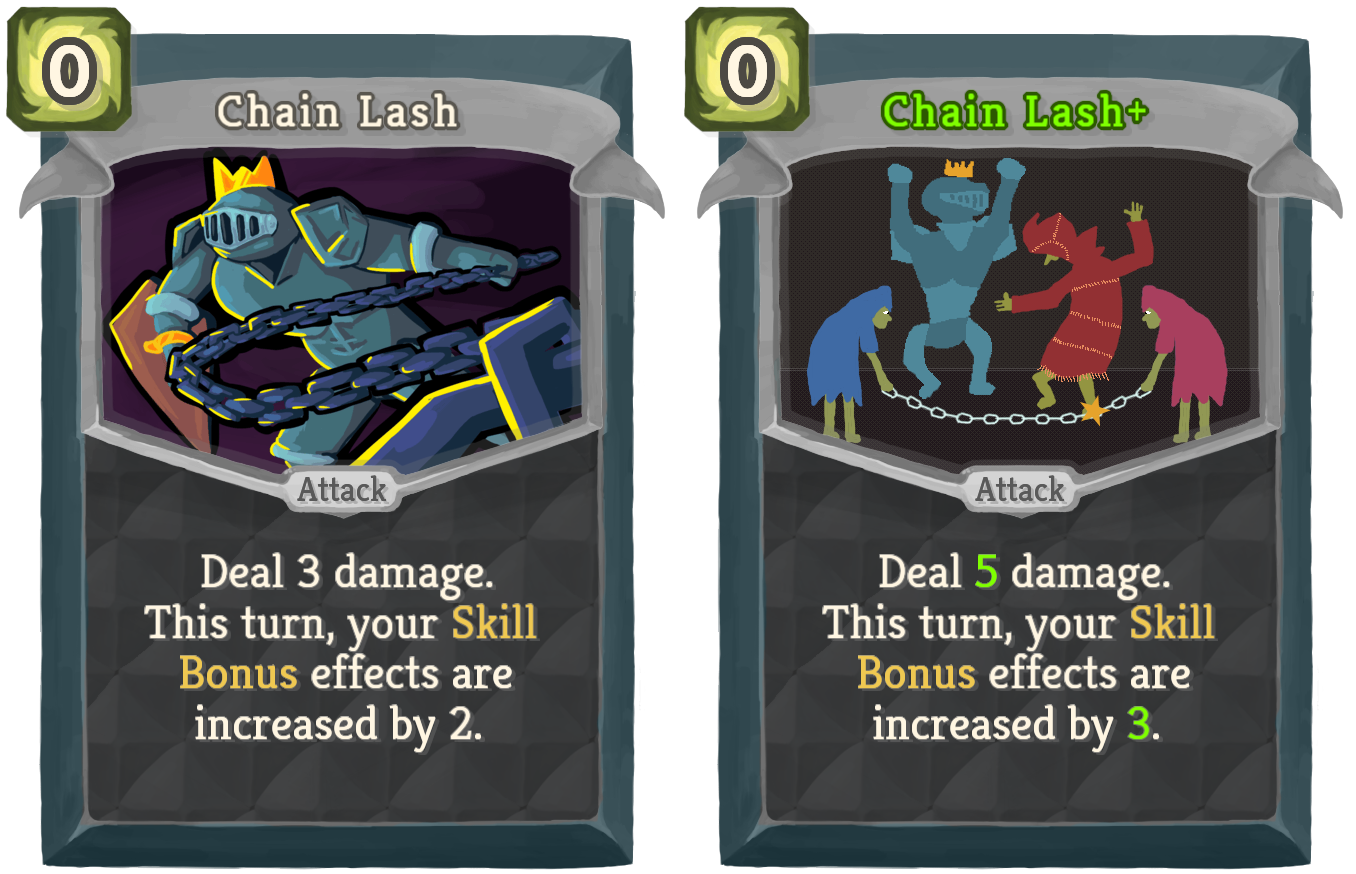 0
Chain Lash
Attack
Deal 3 damage.
This turn, your Skill
Bonus effects are
increased by 2.
0
Chain Lash+
Attack
Deal 5 damage.
This turn, your Skill
Bonus effects are
increased by 3.